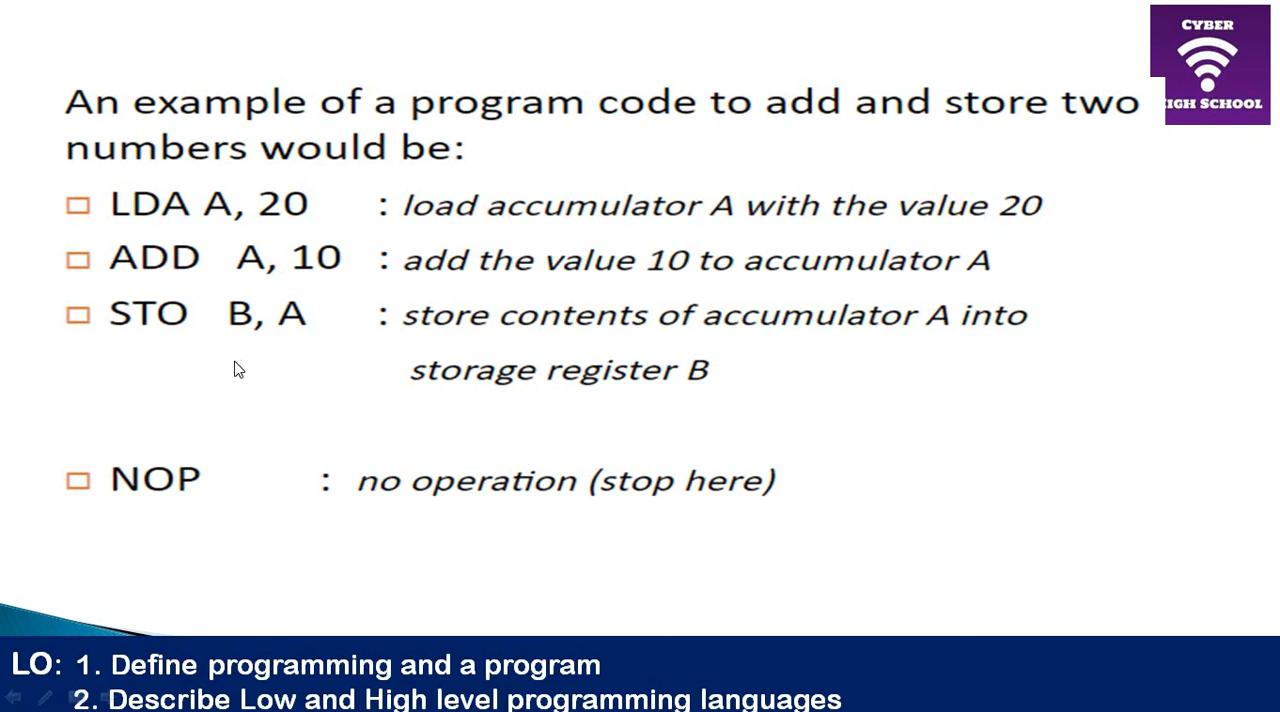 CYBER
HIGH SCHOOL
An example of a program code to add and store two
numbers would be:
LDA A, 20 : load accumulator A with the value 20
ADD A, 10 : add the value 10 to accumulator A
STO B, A : store contents of accumulator A into
storage register B
NOP : no operation (stop here)
LO: 1. Define programming and a program
2. Describe Low and High level programming languages